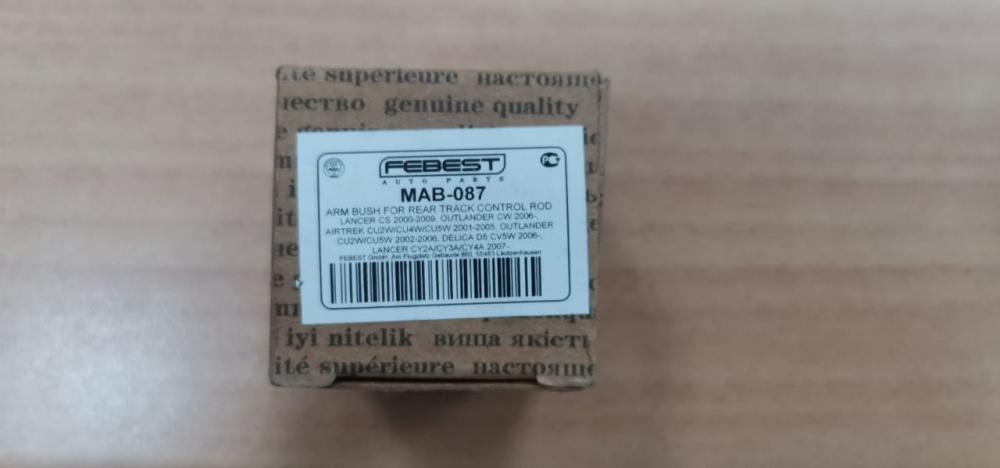 ité supérieure настояще
чество genuine quality
FEBEST
AUTO PARTS
MAB-087
ARM BUSH FOR REAR TRACK CONTROL ROD
LANCER CS 2000-2009, OUTLANDER CW 2006-,
AIRTREK CU2W/CU4W/CU5W 2001-2005, OUTLANDER
CU2W/CU5W 2002-2006, DELICA D5 CV5W 2006-,
LANCER CY2A/CY3A/CY4A 2007-
FEBEST GmbH, Am Flugplatz Gebäude 860, 55483 Lautzenhausen
iyi nitelik вища якість
ité supérieure настояще